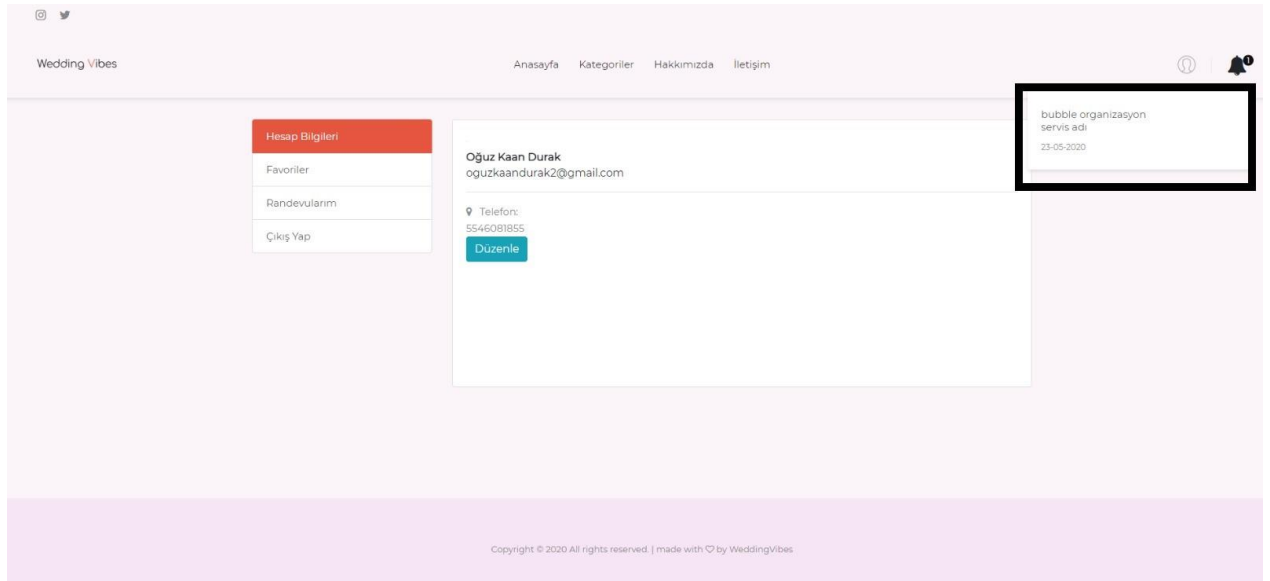 Wedding Vibes
Anasayfa Kategoriler Hakkımızda İletişim
1
bubble organizasyon
servis adı
23-05-2020
Hesap Bilgileri
Favoriler
Randevularım
Çıkış Yap
Oğuz Kaan Durak
oguzkaandurak2@gmail.com
Telefon:
5546081855
Düzenle
Copyright © 2020 All rights reserved. | made with ♡ by WeddingVibes